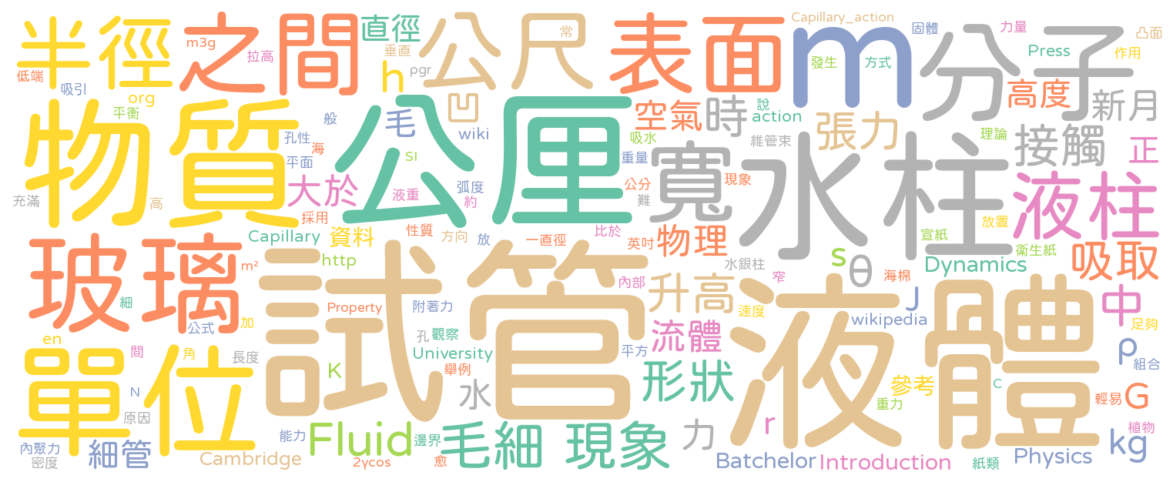 半徑 之間 直徑 公尺 表面 m 分子
Capillary_action 固體 力量 凸面
m3g 拉高 垂直 常 發生 方式 Press 作用
低端 吸引 h ρgr 高度 新月
org 平衡 般 毛 凹 空氣 時 說 action 張力 理論 接觸 正
物質 公厘 wiki 吸水 維管束
孔性 海 平面 SI 重量 寬 水柱 液柱
充滿 高 大於 液重 弧度 約 公分 難 現象
採用 Capillary 資料 性質 方向 放 一直徑 比於 英吋 物理 宣紙 放置 衛生紙 吸取
玻璃 m² http 試管 內部 水銀柱 窄 s θ 海棉 Dynamics
細 Property 附著力 升高 速度 液體 J 中
公式 加 孔 觀察 流體 wikipedia 足夠
en 間 角 長度 University 平方 ρ 組合
單位 K 舉例 水 形狀 參考 c
N 重力 輕易 G
原因 能力 Fluid 邊界 毛細 現象 力 r 植物
內聚力 密度 細管 Cambridge 2γcos 愈 Batchelor Introduction 紙類 Physics kg